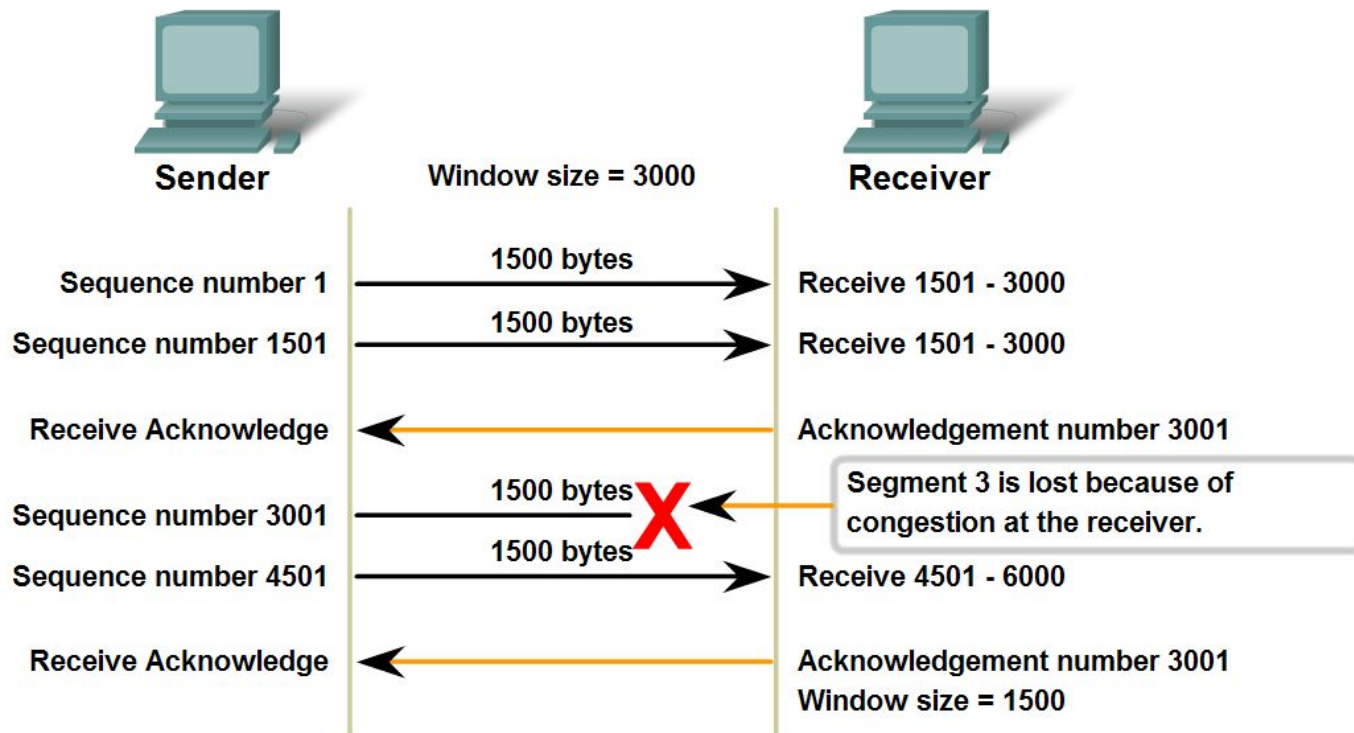 Sender
Window size = 3000
Receiver
1500 bytes
Sequence number 1
Receive 1501 - 3000
1500 bytes
Sequence number 1501
Receive 1501 - 3000
Receive Acknowledge
Acknowledgement number 3001
Segment 3 is lost because of
congestion at the receiver.
1500 bytes
X
Sequence number 3001
1500 bytes
Sequence number 4501
Receive 4501 - 6000
Receive Acknowledge
Acknowledgement number 3001
Window size = 1500